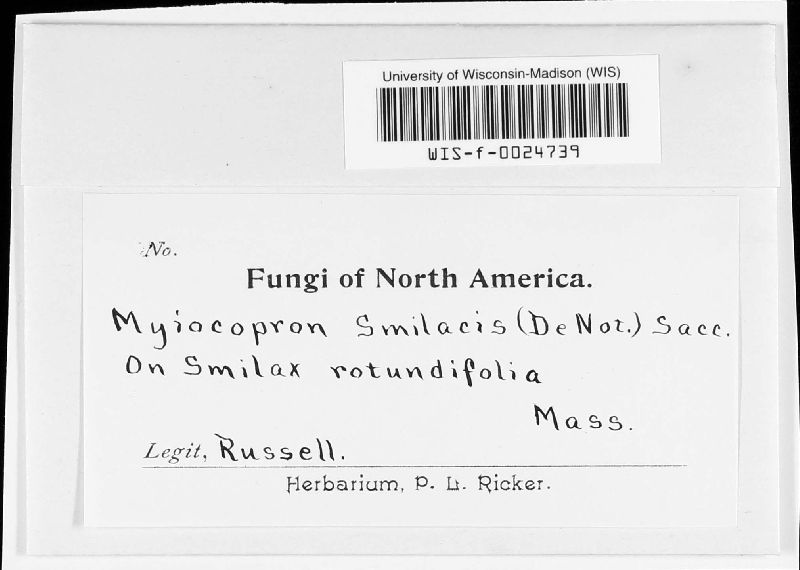 University of Wisconsin-Madison (WIS)
WIS-f-0024739
No.
Fungi of North America.
Myiocopron Smilacis (De Not.) Sacc.
On Smilax rotundifolia
Mass.
Legit, Russell.
Herbarium, P. L. Ricker.